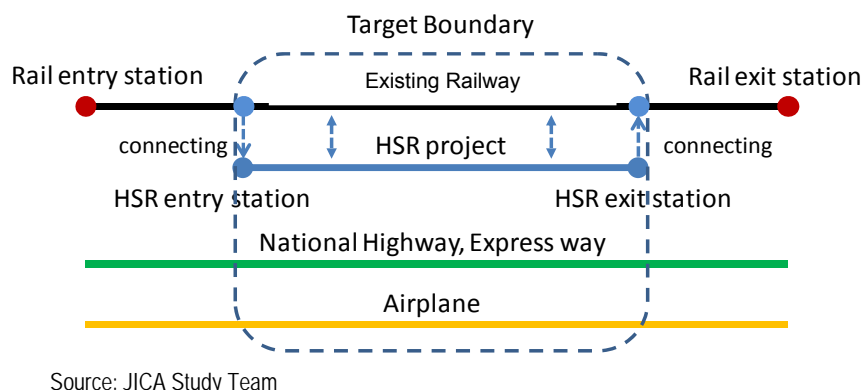 Target Boundary
Rail entry station
Existing Railway
Rail exit station
connecting
HSR project
connecting
HSR entry station
HSR exit station
National Highway, Express way
Airplane
Source: JICA Study Team